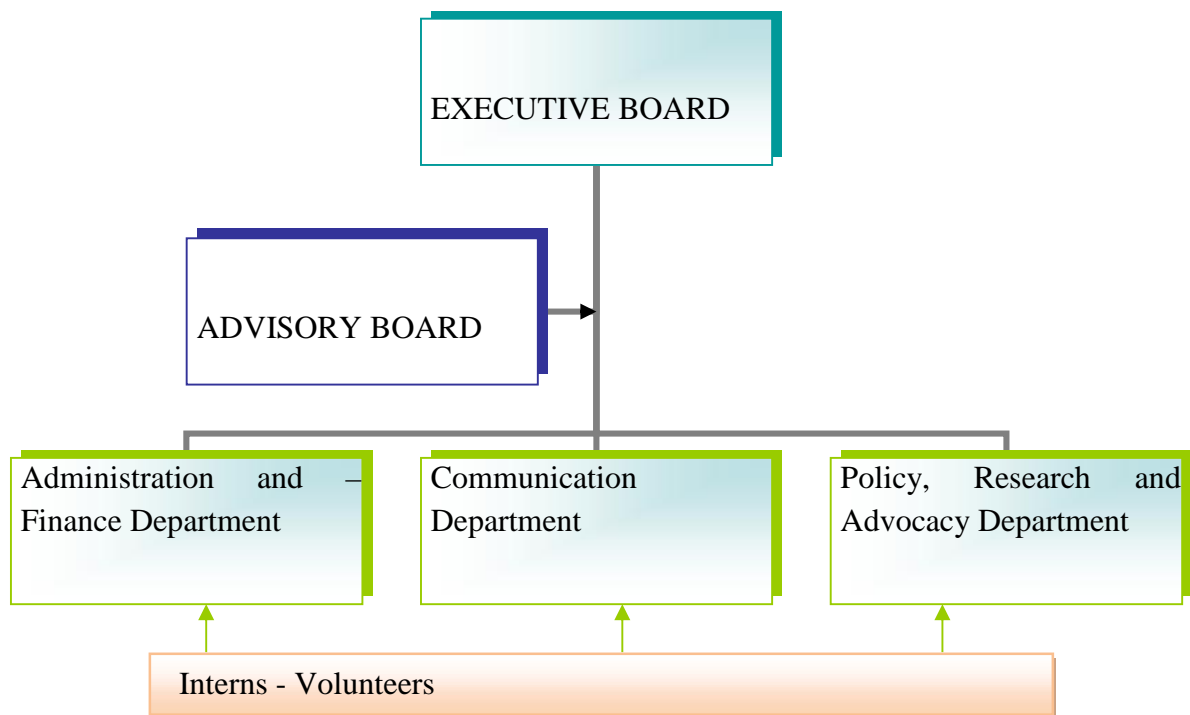 EXECUTIVE BOARD
ADVISORY BOARD
Administration and –
Finance Department
Communication
Department
Policy, Research and
Advocacy Department
Interns - Volunteers